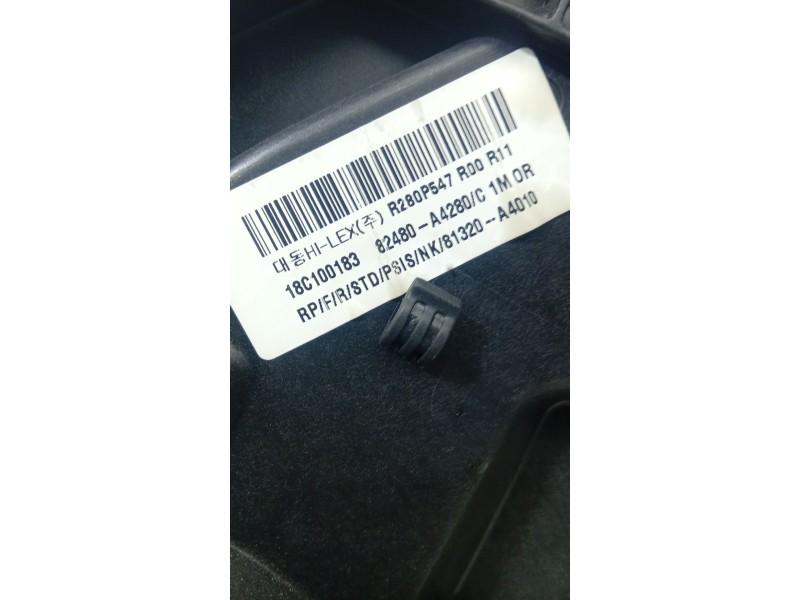 대동HI-LEX(주) R280P547 R00 R11
18C100183 82480-A4280/C 1M OR
RP/F/R/STD/PSIS/NK/81320-A4010